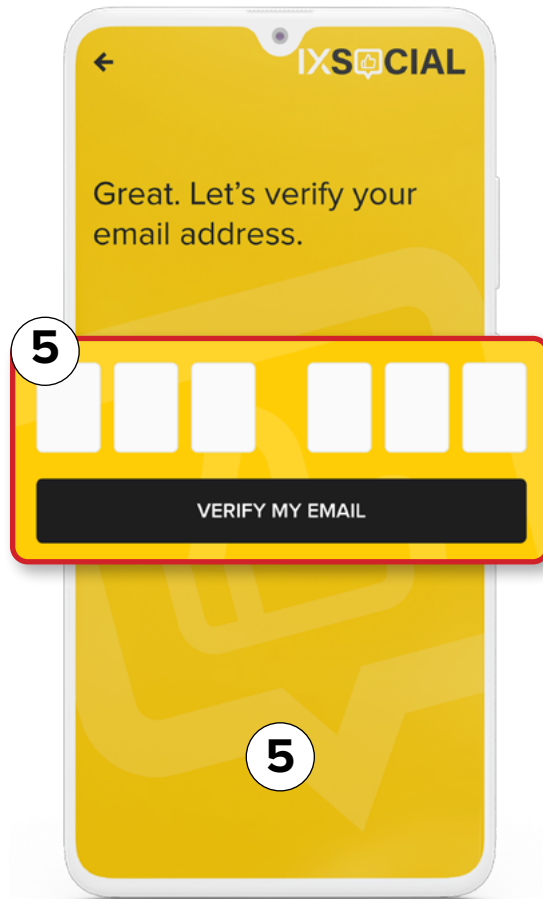 IXSOCIAL
Great. Let's verify your
email address.
5
VERIFY MY EMAIL
5